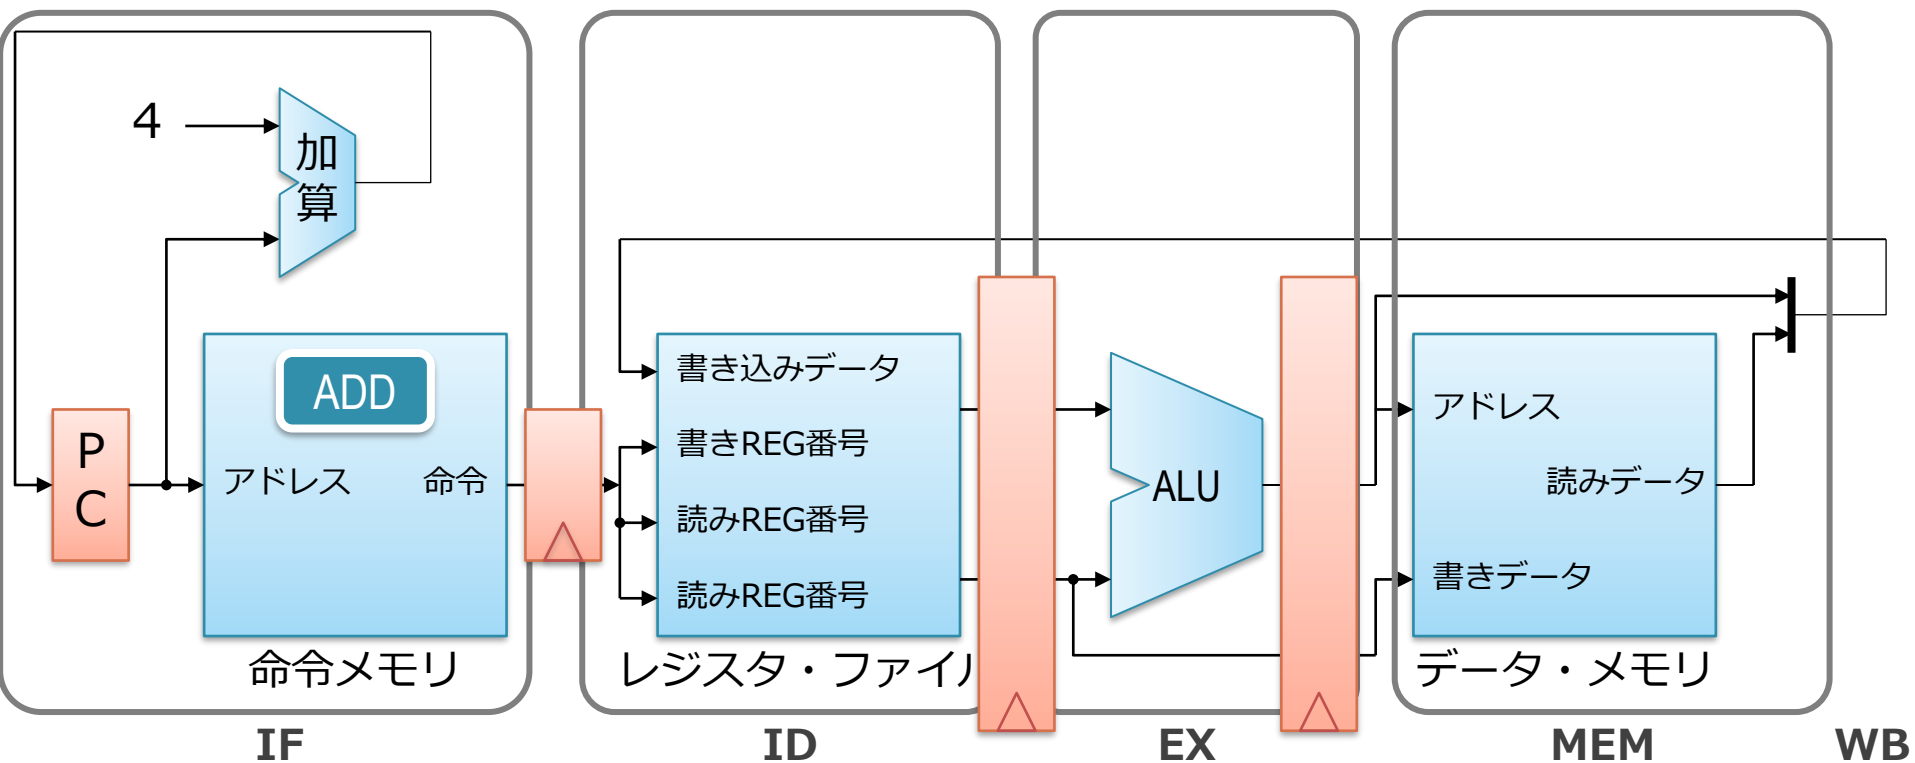 4
加
算
ADD
P
C
アドレス
命令
命令メモリ
書き込みデータ
書きREG番号
読みREG番号
読みREG番号
レジスタ・ファイル
ALU
アドレス
読みデータ
書きデータ
データ・メモリ
IF
ID
EX
MEM
WB